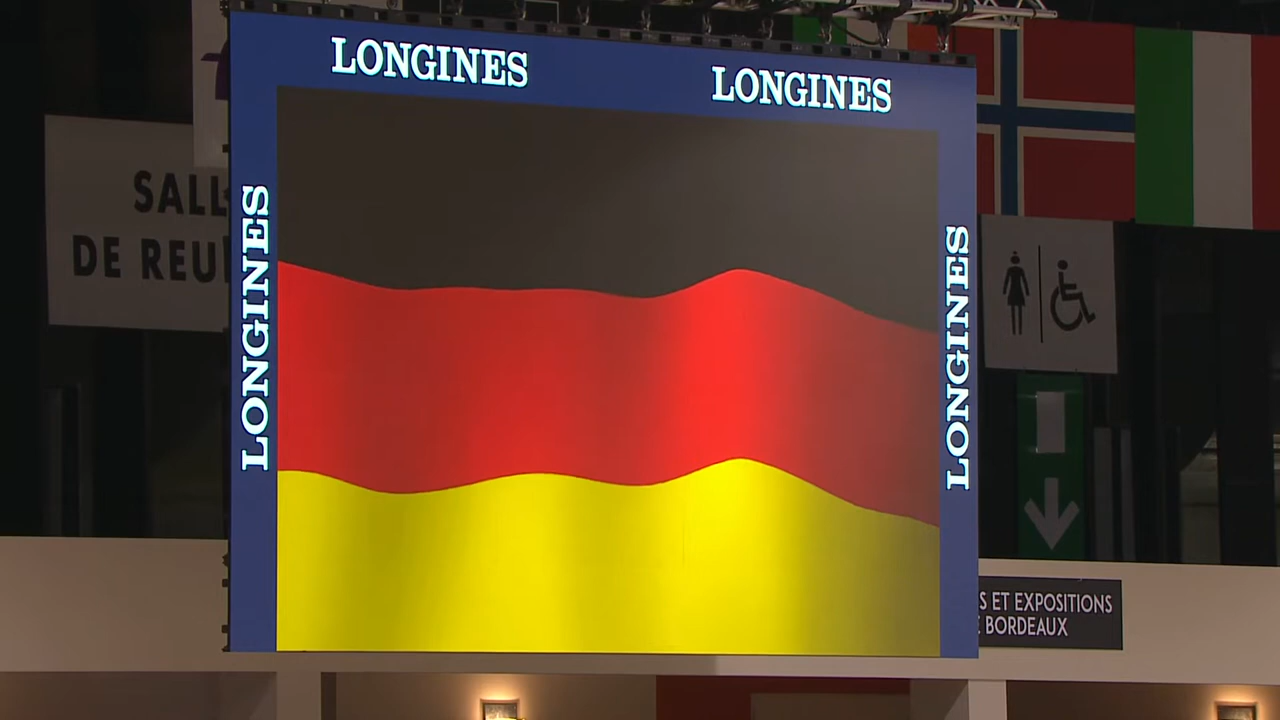 LONGINES
LONGINES
LONGINES
LONGINES
SALL
DE REU
S ET EXPOSITIONS
BORDEAUX